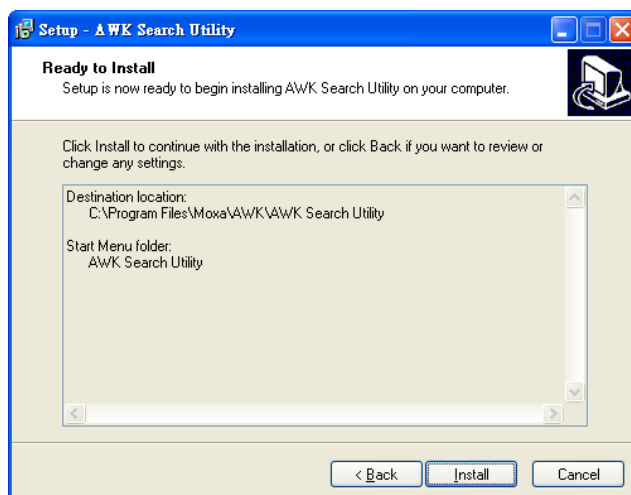 Setup - AWK Search Utility
Ready to Install
Setup is now ready to begin installing AWK Search Utility on your computer.
Click Install to continue with the installation, or click Back if you want to review or
change any settings.
Destination location:
C:\Program Files\Moxa\AWK\AWK Search Utility
Start Menu folder:
AWK Search Utility
< Back
Install
Cancel